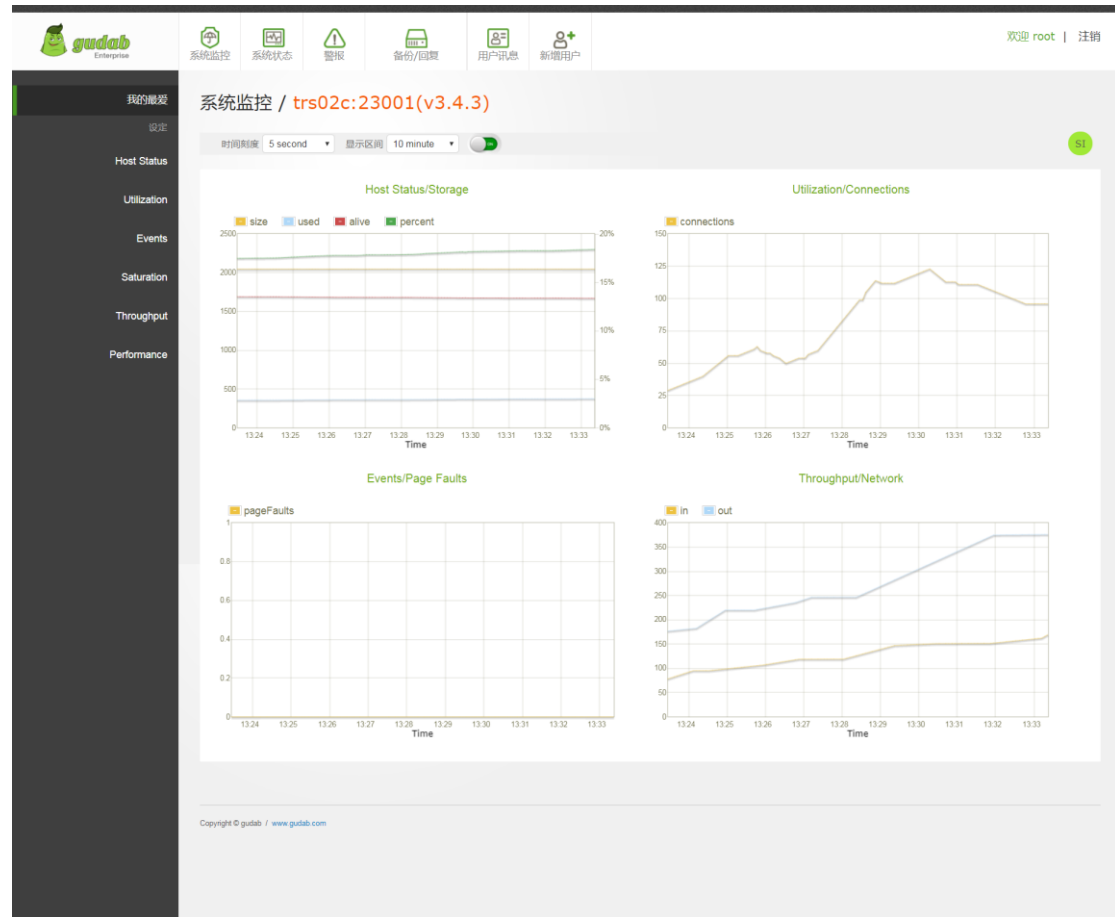 gudab
Enterprise
系统监控 系统状态 警报 备份/回复 用户讯息 新增用户
欢迎 root | 注销
我的最爱
设定
Host Status
Utilization
Events
Saturation
Throughput
Performance
系统监控 / trs02c:23001(v3.4.3)
时间刻度 5 second 显示区间 10 minute
SI
Host Status/Storage
size used alive percent
2500 20%
2000
15%
1500
10%
1000
5%
500
0 0%
13:24 13:25 13:26 13:27 13:28 13:29 13:30 13:31 13:32 13:33
Time
Utilization/Connections
connections
150
125
100
75
50
25
0
13:24 13:25 13:26 13:27 13:28 13:29 13:30 13:31 13:32 13:33
Time
Events/Page Faults
pageFaults
1
0.8
0.6
0.4
0.2
0
13:24 13:25 13:26 13:27 13:28 13:29 13:30 13:31 13:32 13:33
Time
Throughput/Network
in out
400
350
300
250
200
150
100
50
0
13:24 13:25 13:26 13:27 13:28 13:29 13:30 13:31 13:32 13:33
Time
Copyright © gudab / www.gudab.com